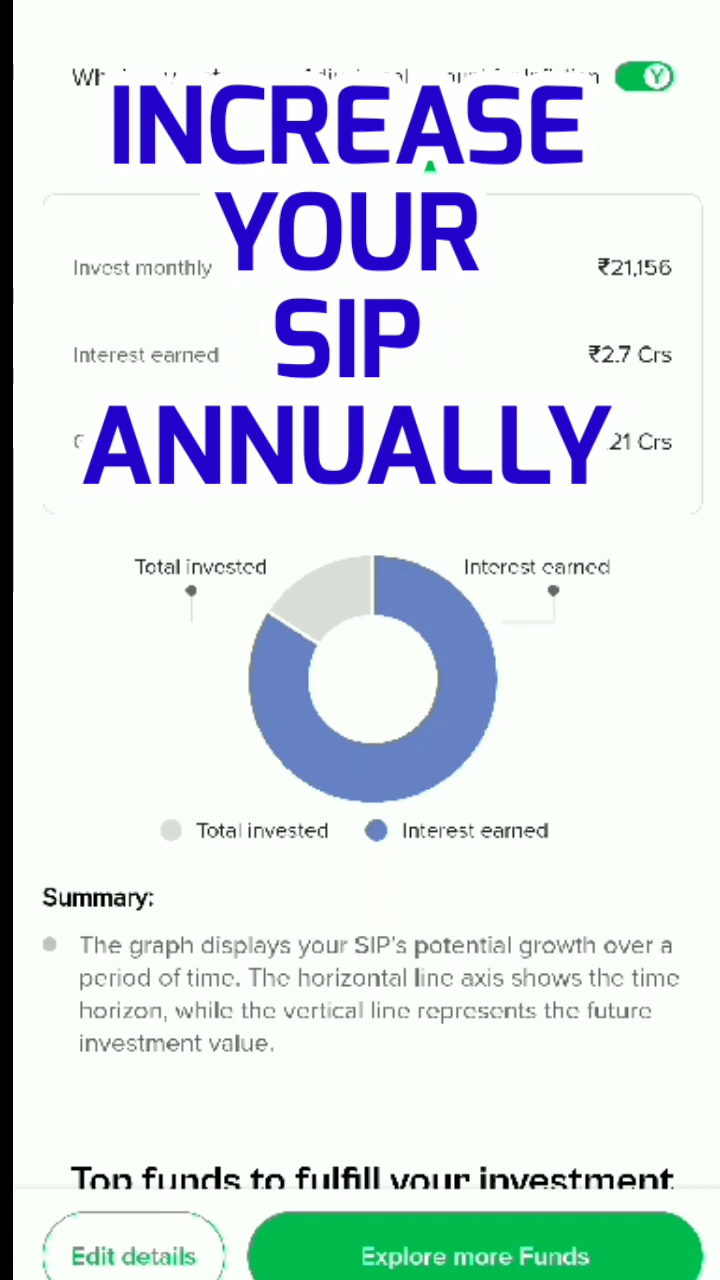 INCREASE
YOUR
SIP
ANNUALLY
Y
Invest monthly ₹21,156
Interest earned ₹2.7 Crs
21 Crs
Total invested Interest earned
Total invested Interest earned
Summary:
The graph displays your SIP's potential growth over a
period of time. The horizontal line axis shows the time
horizon, while the vertical line represents the future
investment value.
Top funds to fulfill your investment
Edit details Explore more Funds